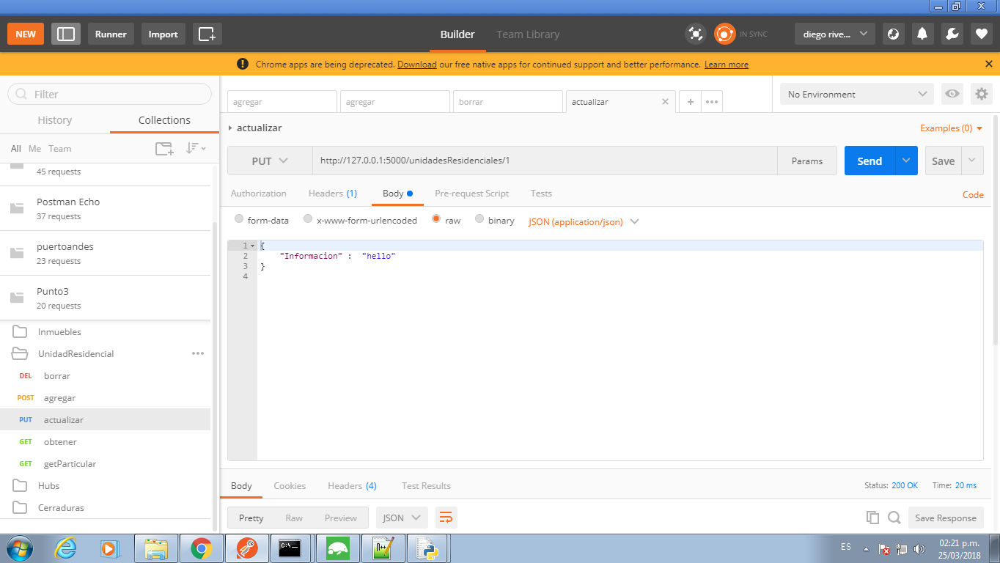 NEW
Runner
Import
Builder
Team Library
IN SYNC
diego rive...
Chrome apps are being deprecated. Download our free native apps for continued support and better performance. Learn more
Filter
History
Collections
All Me Team
45 requests
Postman Echo
37 requests
puertoandes
23 requests
Punto3
20 requests
Inmuebles
UnidadResidencial
DEL borrar
POST agregar
PUT actualizar
GET obtener
GET getParticular
Hubs
Cerraduras
agregar
agregar
borrar
actualizar
No Environment
actualizar
Examples (0)
PUT
http://127.0.0.1:5000/unidadesResidenciales/1
Params
Send
Save
Authorization
Headers (1)
Body
Pre-request Script
Tests
Code
form-data
x-www-form-urlencoded
raw
binary
JSON (application/json)
1 {
2 "Informacion" : "hello"
3 }
4
Body
Cookies
Headers (4)
Test Results
Status: 200 OK
Time: 20 ms
Pretty
Raw
Preview
JSON
Save Response
C:\.
ES
02:21 p.m.
25/03/2018